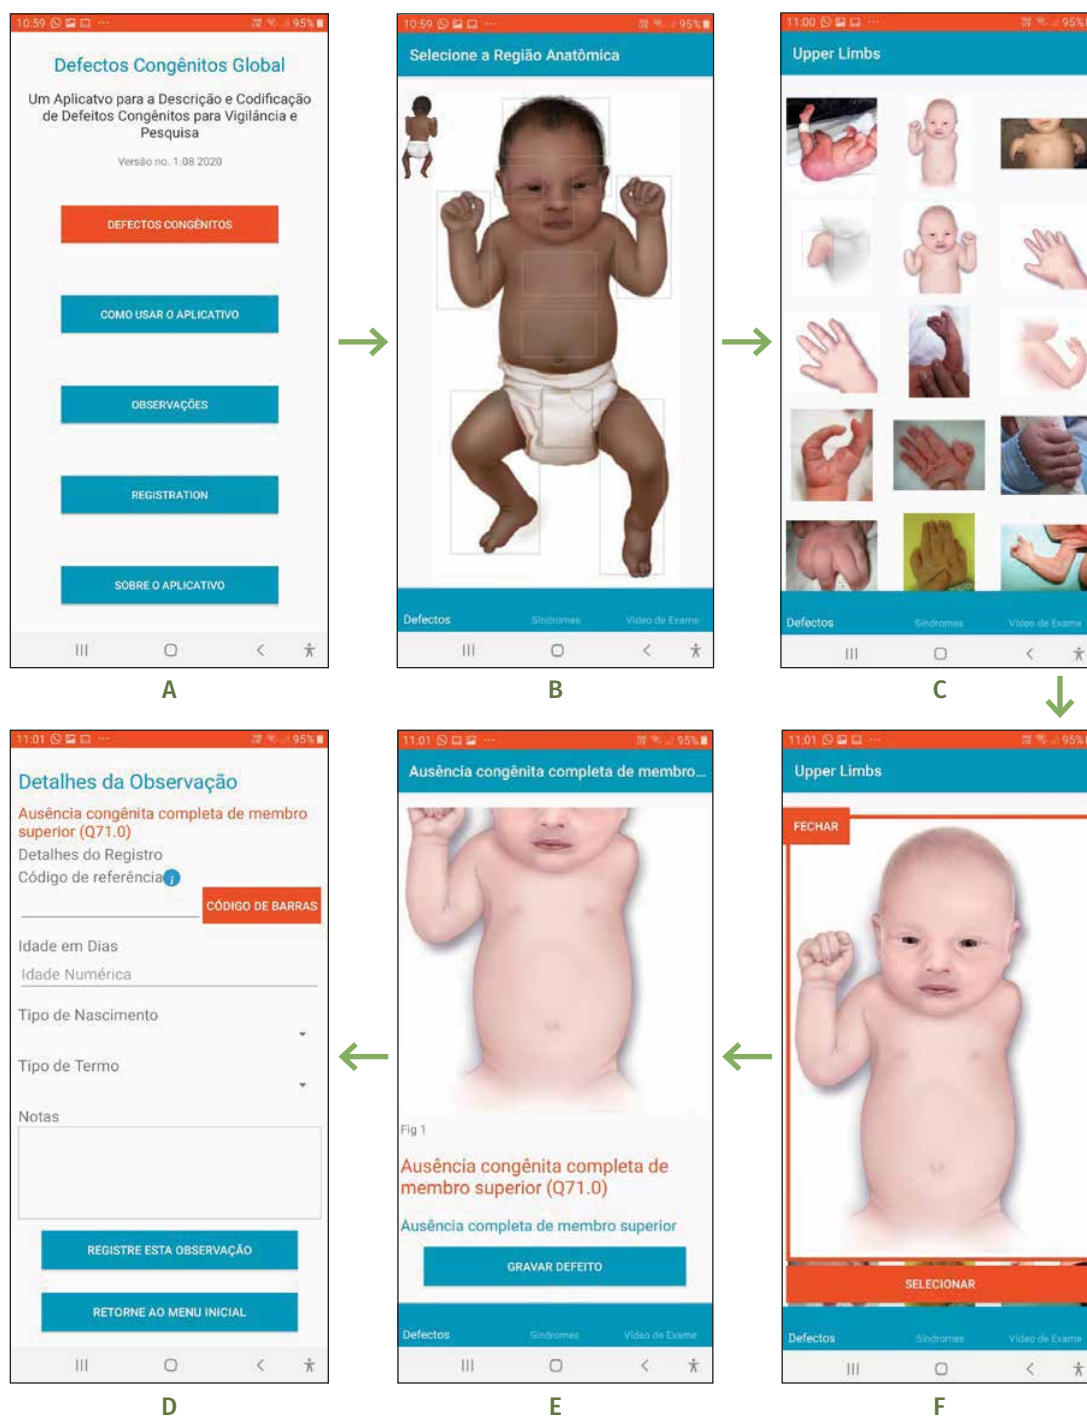 10:59 95%
Defectos Congênitos Global
Um Aplicatvo para a Descrição e Codificação
de Defeitos Congênitos para Vigilância e
Pesquisa
Versão no. 1.08 2020
DEFECTOS CONGÊNITOS
COMO USAR O APLICATIVO
OBSERVAÇÕES
REGISTRATION
SOBRE O APLICATIVO
A
10:59 95%
Selecione a Região Anatômica
Defectos Síndromes Vídeo de Exame
B
11:00 95%
Upper Limbs
Defectos Síndromes Vídeo de Exame
C
11:01 95%
Detalhes da Observação
Ausência congênita completa de membro
superior (Q71.0)
Detalhes do Registro
Código de referência i
CÓDIGO DE BARRAS
Idade em Dias
Idade Numérica
Tipo de Nascimento
Tipo de Termo
Notas
REGISTRE ESTA OBSERVAÇÃO
RETORNE AO MENU INICIAL
D
11:01 95%
Ausência congênita completa de membro...
Fig 1
Ausência congênita completa de
membro superior (Q71.0)
Ausência completa de membro superior
GRAVAR DEFEITO
Defectos Síndromes Vídeo de Exame
E
11:01 95%
Upper Limbs
FECHAR
SELECIONAR
Defectos Síndromes Vídeo de Exame
F